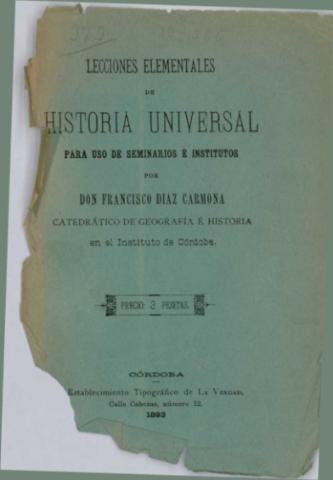 LECCIONES ELEMENTALES
DE
HISTORIA UNIVERSAL
PARA USO DE SEMINARIOS É INSTITUTOS
POR
DON FRANCISCO DIAZ CARMONA
CATEDRÁTICO DE GEOGRAFÍA É HISTORIA
en el Instituto de Córdoba.
PRECIO: 3 PESETAS.
CÓRDOBA
Establecimiento Tipográfico de LA VERDAD,
Calle Cabezas, número 12.
1893